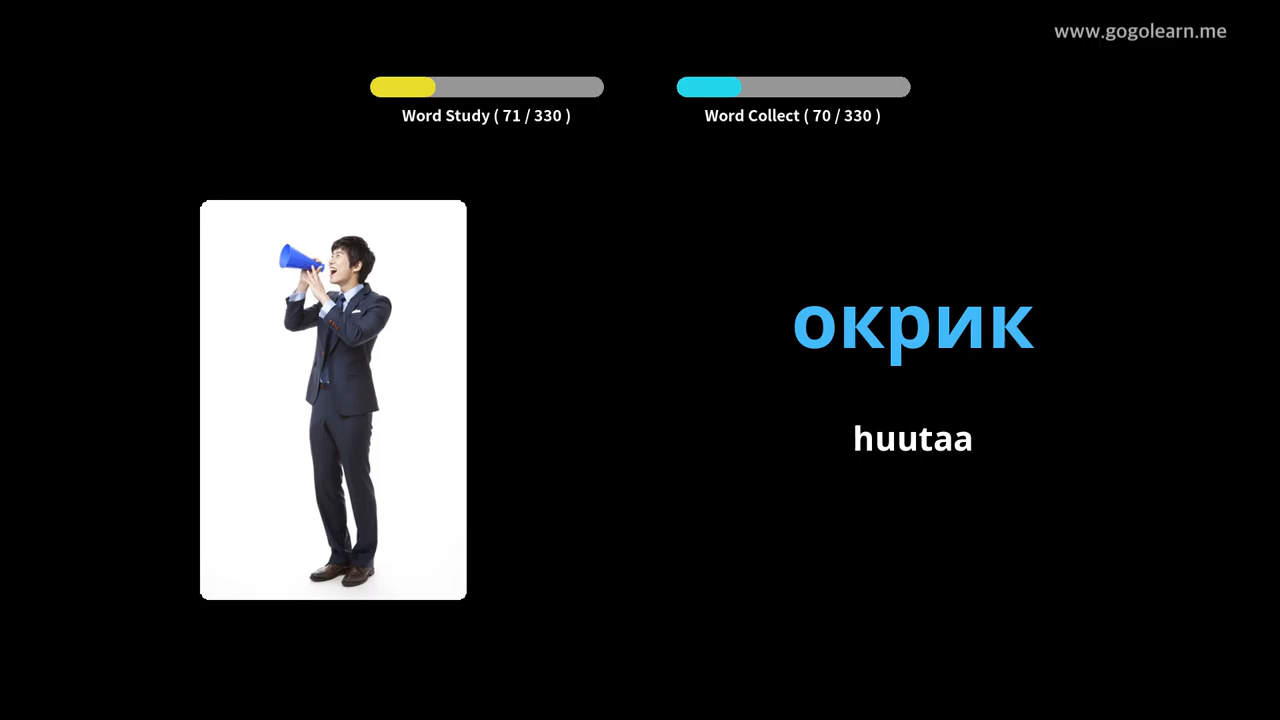 www.gogolearn.me
Word Study ( 71 / 330 )
Word Collect ( 70 / 330 )
окрик
huutaa